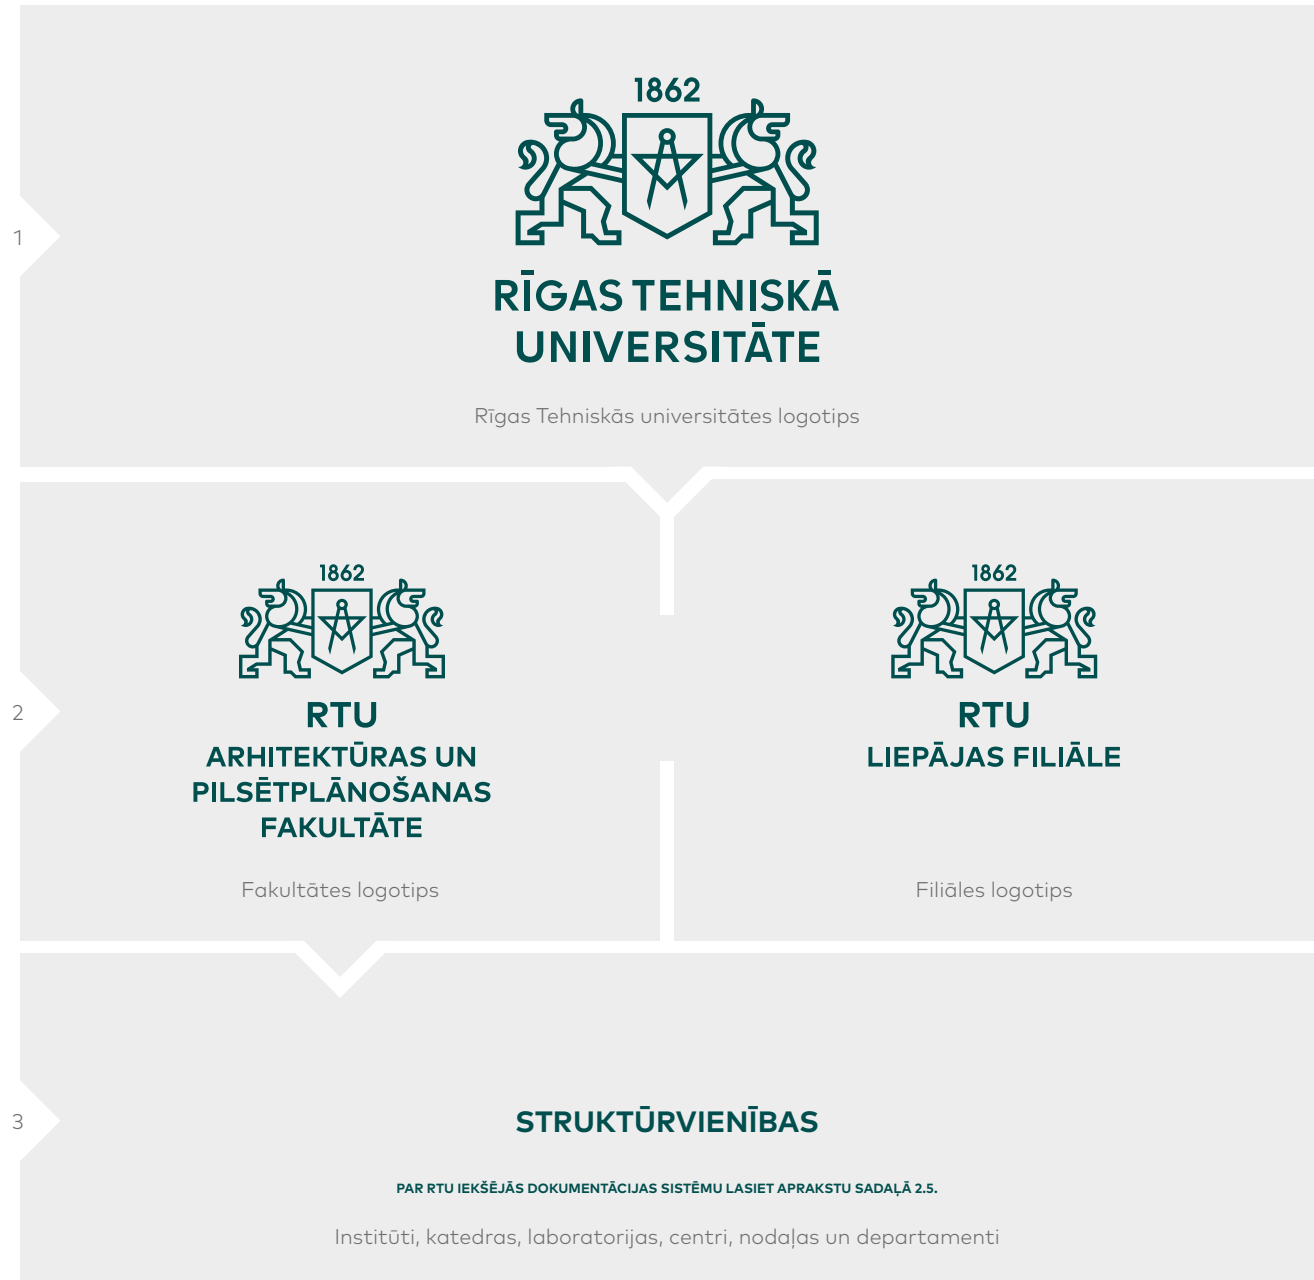 1862
RĪGAS TEHNISKĀ
UNIVERSITĀTE
Rīgas Tehniskās universitātes logotips
1
1862
RTU
ARHITEKTŪRAS UN
PILSĒTPLĀNOŠANAS
FAKULTĀTE
Fakultātes logotips
1862
RTU
LIEPĀJAS FILIĀLE
Filiāles logotips
2
3
STRUKTŪRVIENĪBAS
PAR RTU IEKŠĒJĀS DOKUMENTĀCIJAS SISTĒMU LASIET APRAKSTU SADAĻĀ 2.5.
Institūti, katedras, laboratorijas, centri, nodaļas un departamenti